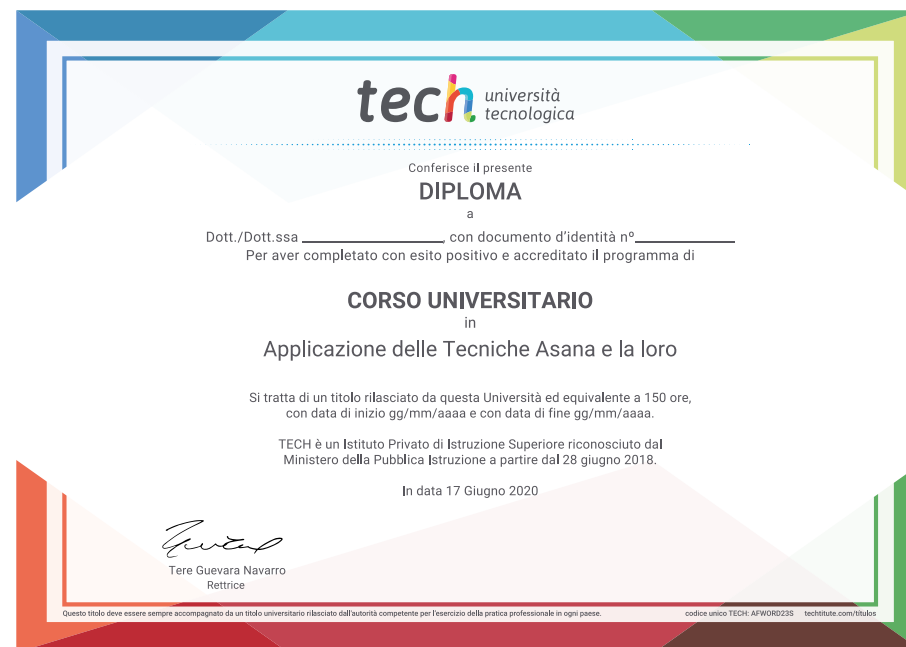 tech università
tecnologica
Conferisce il presente
DIPLOMA
a
Dott./Dott.ssa ____________________, con documento d'identità nº______________
Per aver completato con esito positivo e accreditato il programma di
CORSO UNIVERSITARIO
in
Applicazione delle Tecniche Asana e la loro
Si tratta di un titolo rilasciato da questa Università ed equivalente a 150 ore,
con data di inizio gg/mm/aaaa e con data di fine gg/mm/aaaa.
TECH è un Istituto Privato di Istruzione Superiore riconosciuto dal
Ministero della Pubblica Istruzione a partire dal 28 giugno 2018.
In data 17 Giugno 2020
Tere Guevara Navarro
Rettrice
Questo titolo deve essere sempre accompagnato da un titolo universitario rilasciato dall'autorità competente per l'esercizio della pratica professionale in ogni paese. codice unico TECH: AFWORD23S techtitute.com/títulos